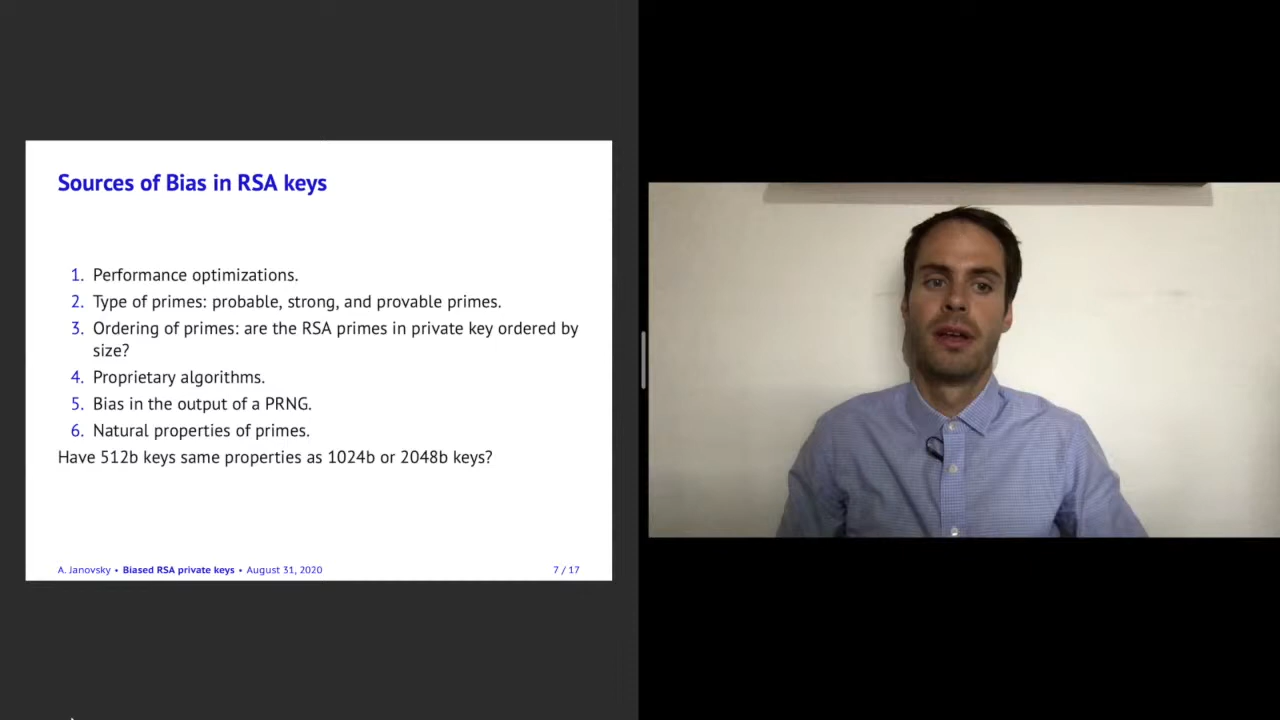 Sources of Bias in RSA keys
1. Performance optimizations.
2. Type of primes: probable, strong, and provable primes.
3. Ordering of primes: are the RSA primes in private key ordered by
size?
4. Proprietary algorithms.
5. Bias in the output of a PRNG.
6. Natural properties of primes.
Have 512b keys same properties as 1024b or 2048b keys?
A. Janovsky • Biased RSA private keys • August 31, 2020 7 / 17